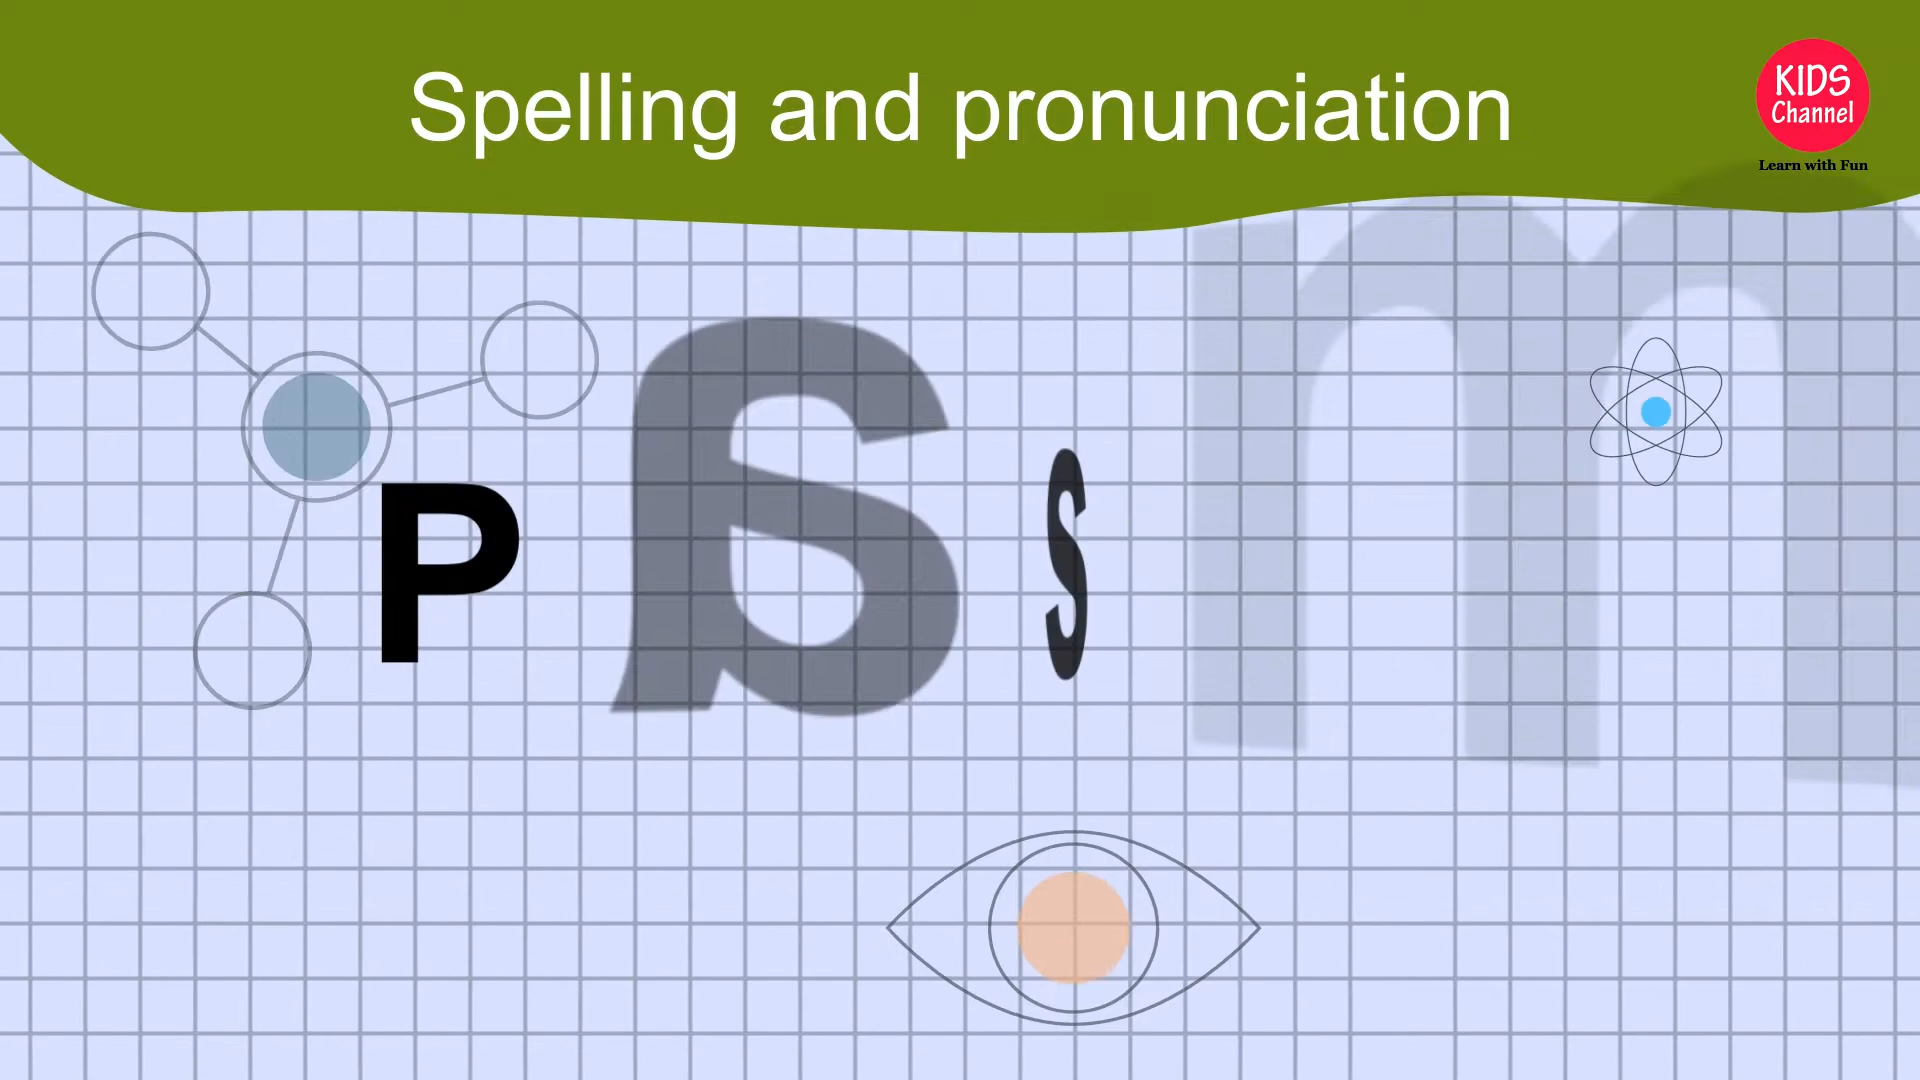 Spelling and pronunciation
KIDS
Channel
Learn with Fun
P a s m